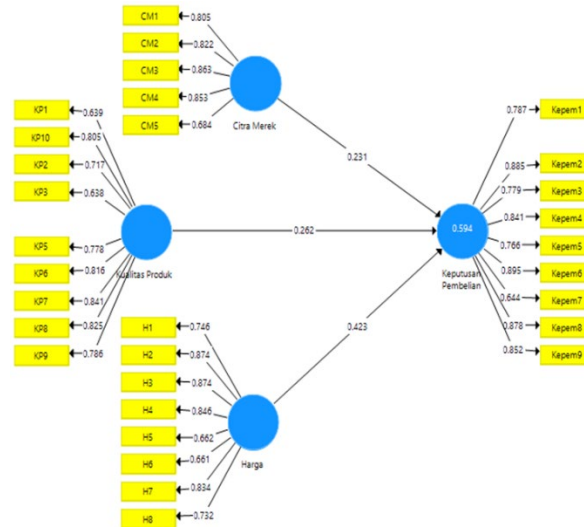 CM1
0.805
CM2
0.822
CM3
0.863
CM4
0.853
CM5
0.684
Citra Merek
0.231
KP1
0.639
KP10
0.805
KP2
0.717
KP3
0.638
KP5
0.778
KP6
0.816
KP7
0.841
KP8
0.825
KP9
0.786
Kualitas Produk
0.262
H1
0.746
H2
0.874
H3
0.874
H4
0.846
H5
0.662
H6
0.661
H7
0.834
H8
0.732
Harga
0.423
0.594
Keputusan
Pembelian
0.787
Kepem1
0.885
Kepem2
0.779
Kepem3
0.841
Kepem4
0.766
Kepem5
0.895
Kepem6
0.644
Kepem7
0.878
Kepem8
0.852
Kepem9